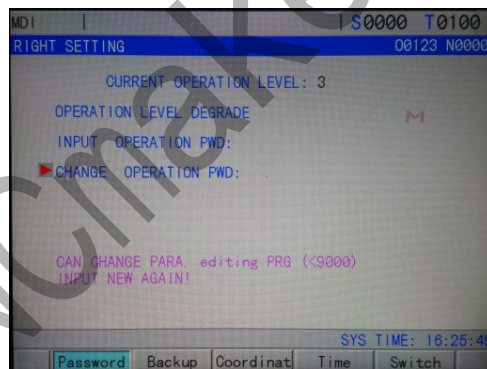 MDI S0000 T0100
RIGHT SETTING O0123 N0000
CURRENT OPERATION LEVEL: 3
OPERATION LEVEL DEGRADE
M
INPUT OPERATION PWD:
CHANGE OPERATION PWD:
CAN CHANGE PARA, editing PRG (<9000)
INPUT NEW AGAIN!
SYS TIME: 16:25:4
Password Backup Coordinat Time Switch